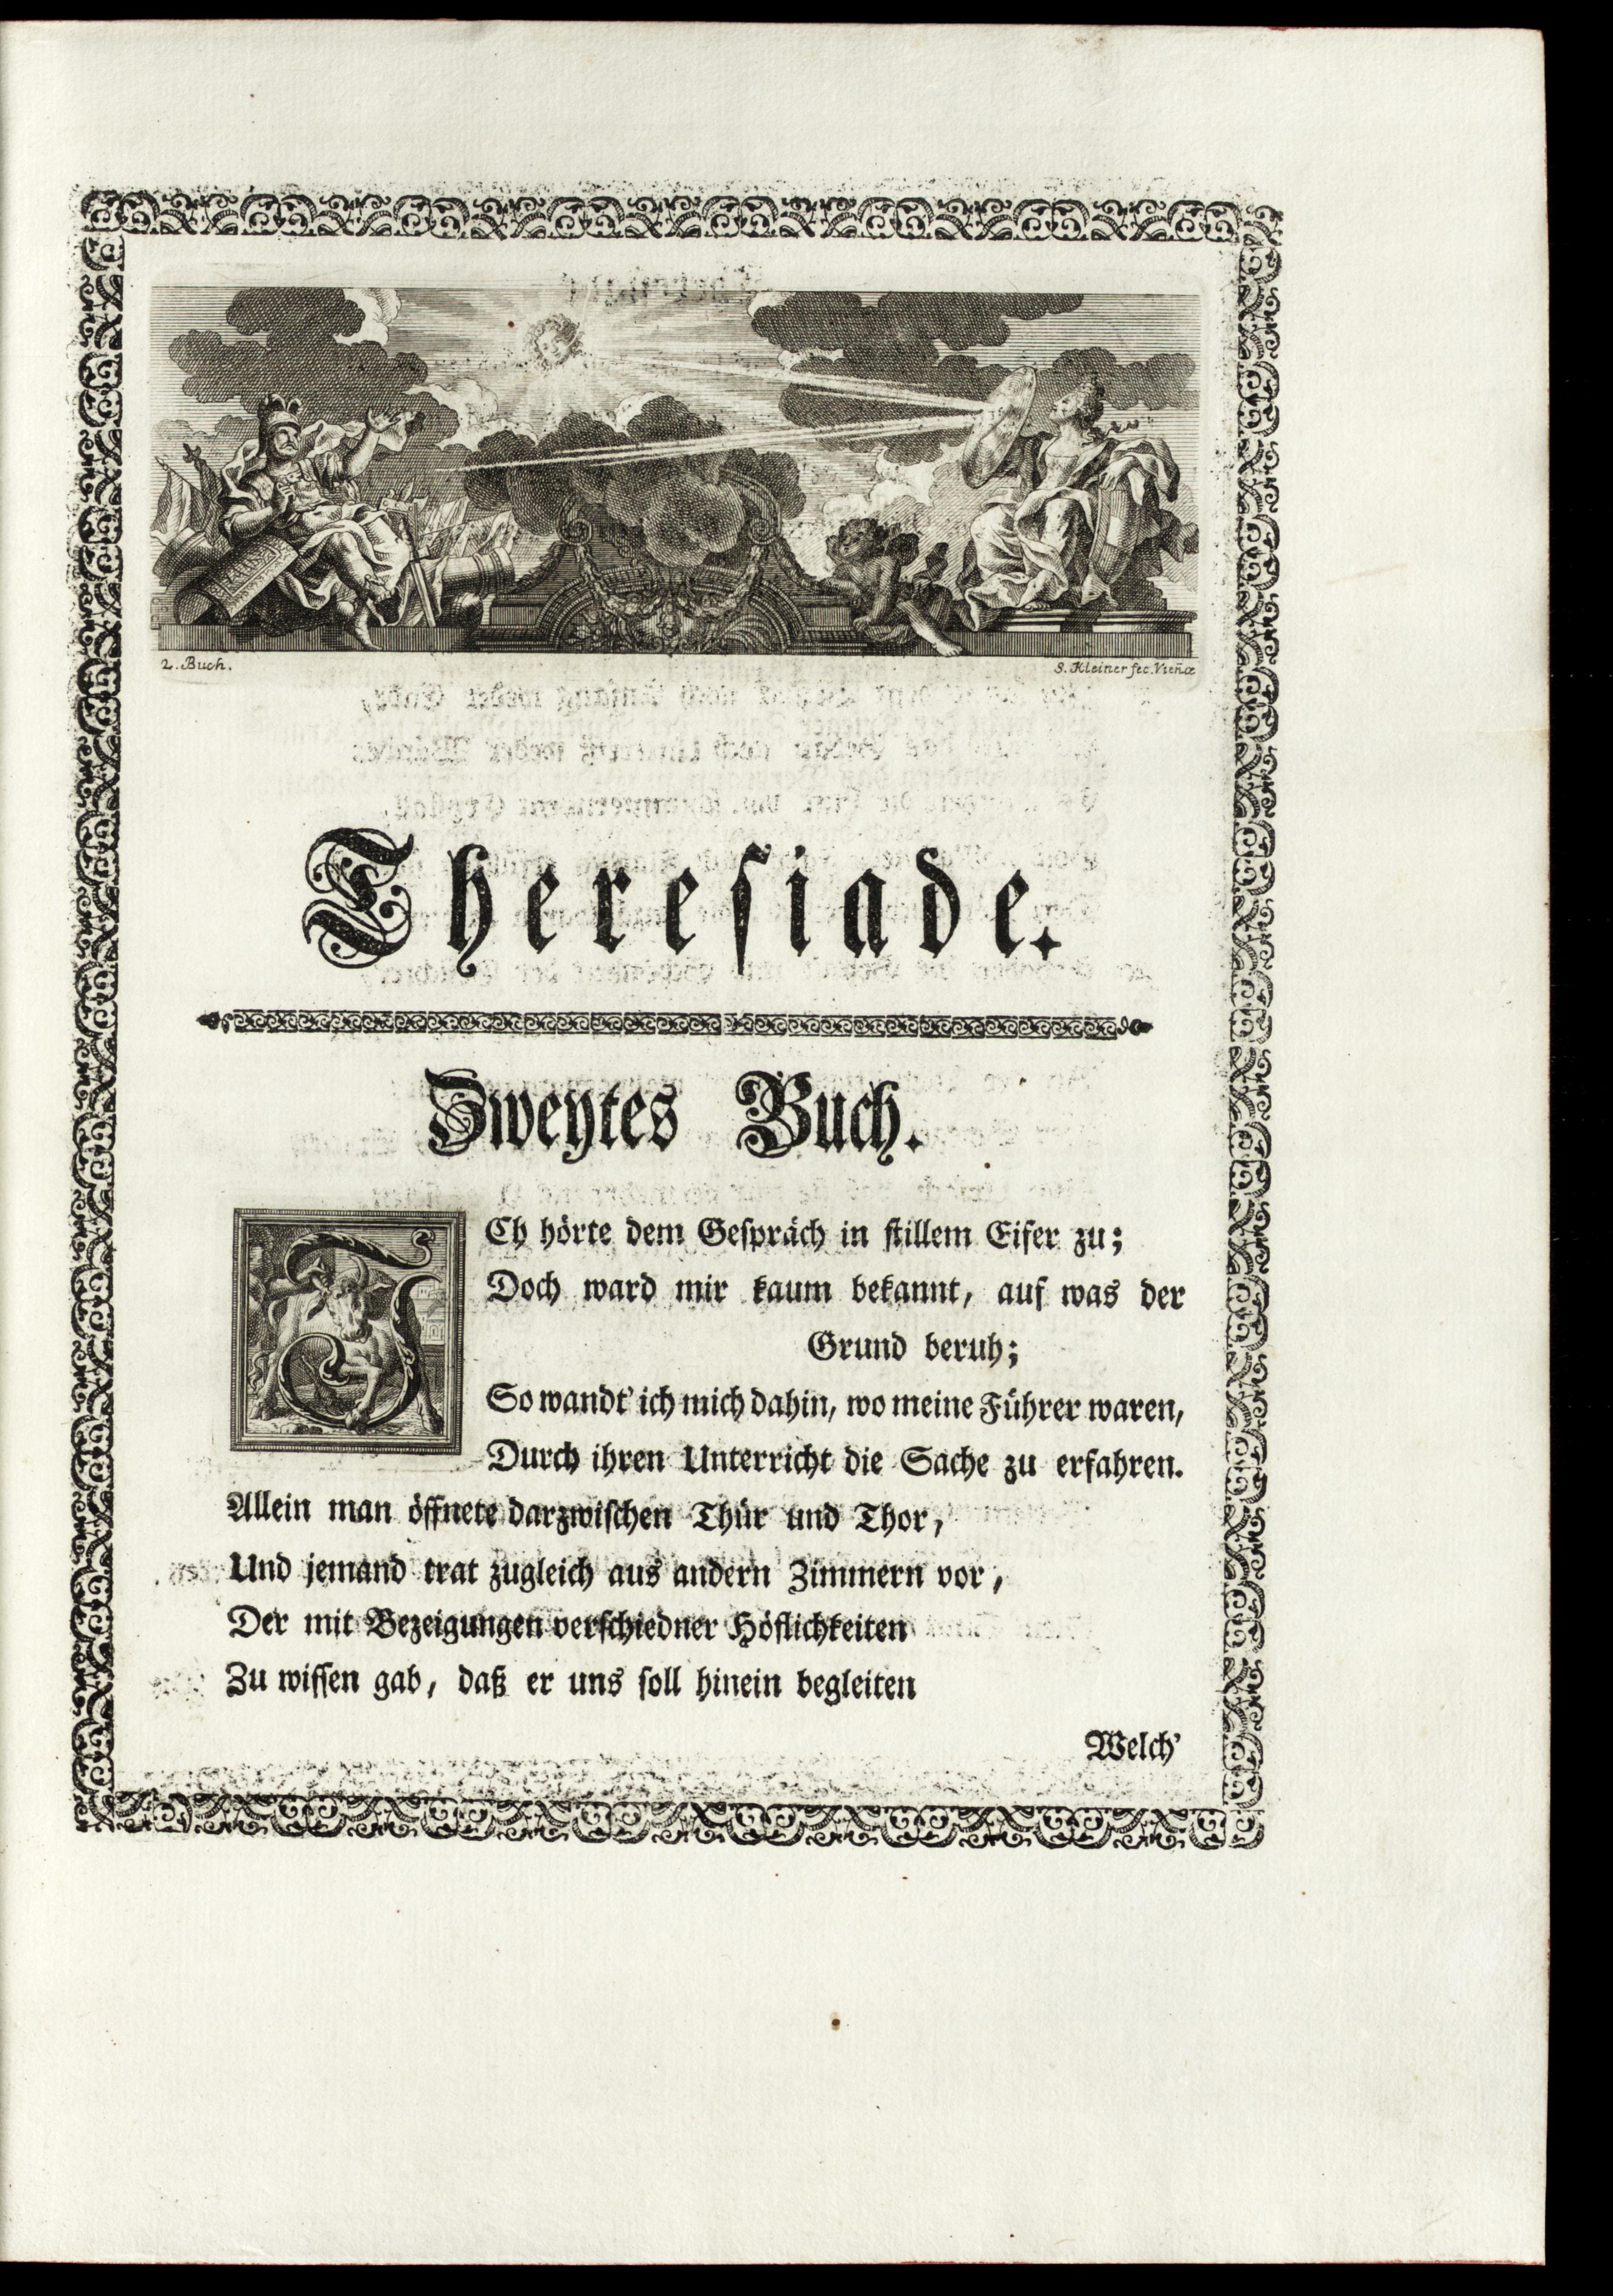 2. Buch.
S. Kleiner fec. Vieñæ
Theresiade.
Zweytes Buch.
ICh hörte dem Gespräch in stillem Eifer zu;
Doch ward mir kaum bekannt, auf was der
Grund beruh;
So wandt' ich mich dahin, wo meine Führer waren,
Durch ihren Unterricht die Sache zu erfahren.
Allein man öffnete darzwischen Thür und Thor,
Und jemand trat zugleich aus andern Zimmern vor,
Der mit Bezeigungen verschiedner Höflichkeiten
Zu wissen gab, daß er uns soll hinein begleiten
Welch'